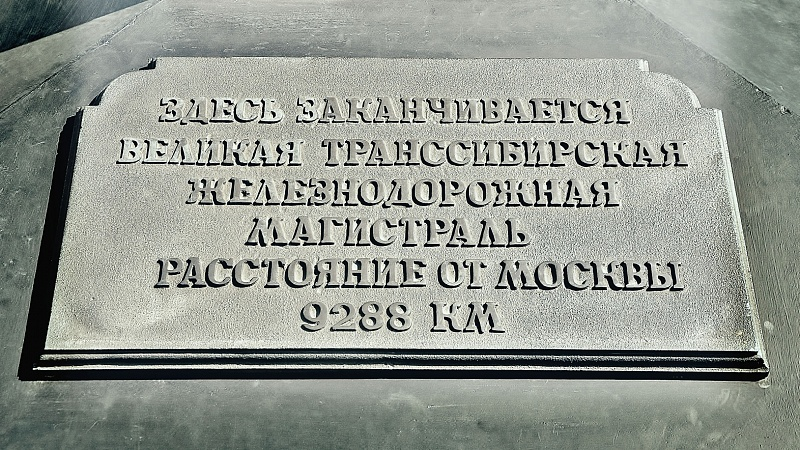 ЗДЕСЬ ЗАКАНЧИВАЕТСЯ
ВЕЛИКАЯ ТРАНССИБИРСКАЯ
ЖЕЛЕЗНОДОРОЖНАЯ
МАГИСТРАЛЬ
РАССТОЯНИЕ ОТ МОСКВЫ
9288 КМ